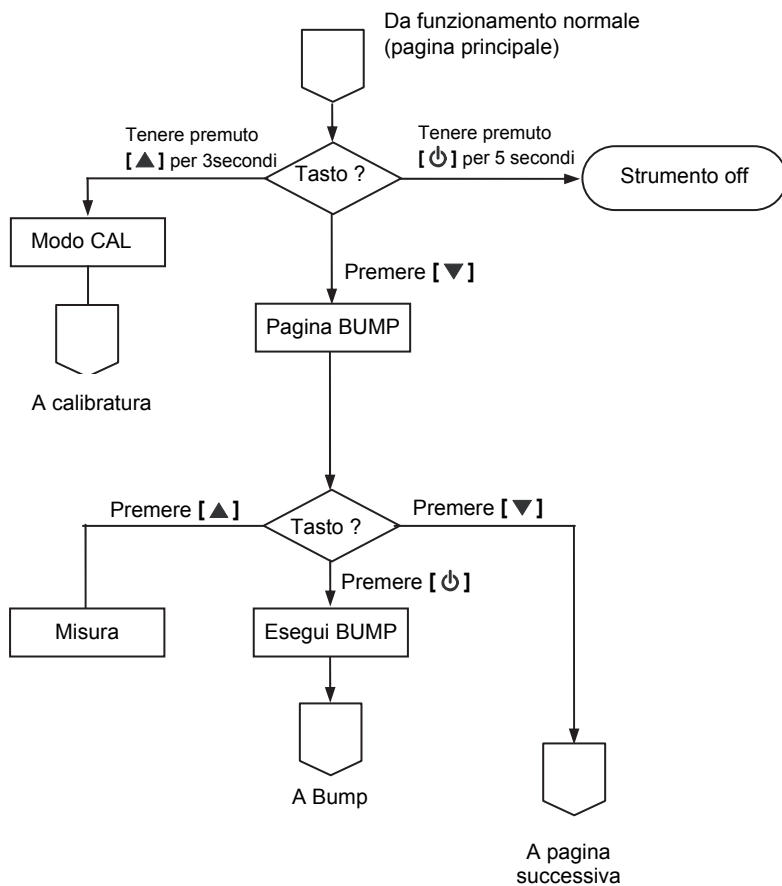 Da funzionamento normale
(pagina principale)
Tenere premuto
[▲] per 3secondi
Tenere premuto
[⏻] per 5 secondi
Tasto ?
Strumento off
Modo CAL
Premere [▼]
Pagina BUMP
A calibratura
Premere [▲]
Tasto ?
Premere [▼]
Premere [⏻]
Misura
Esegui BUMP
A Bump
A pagina
successiva